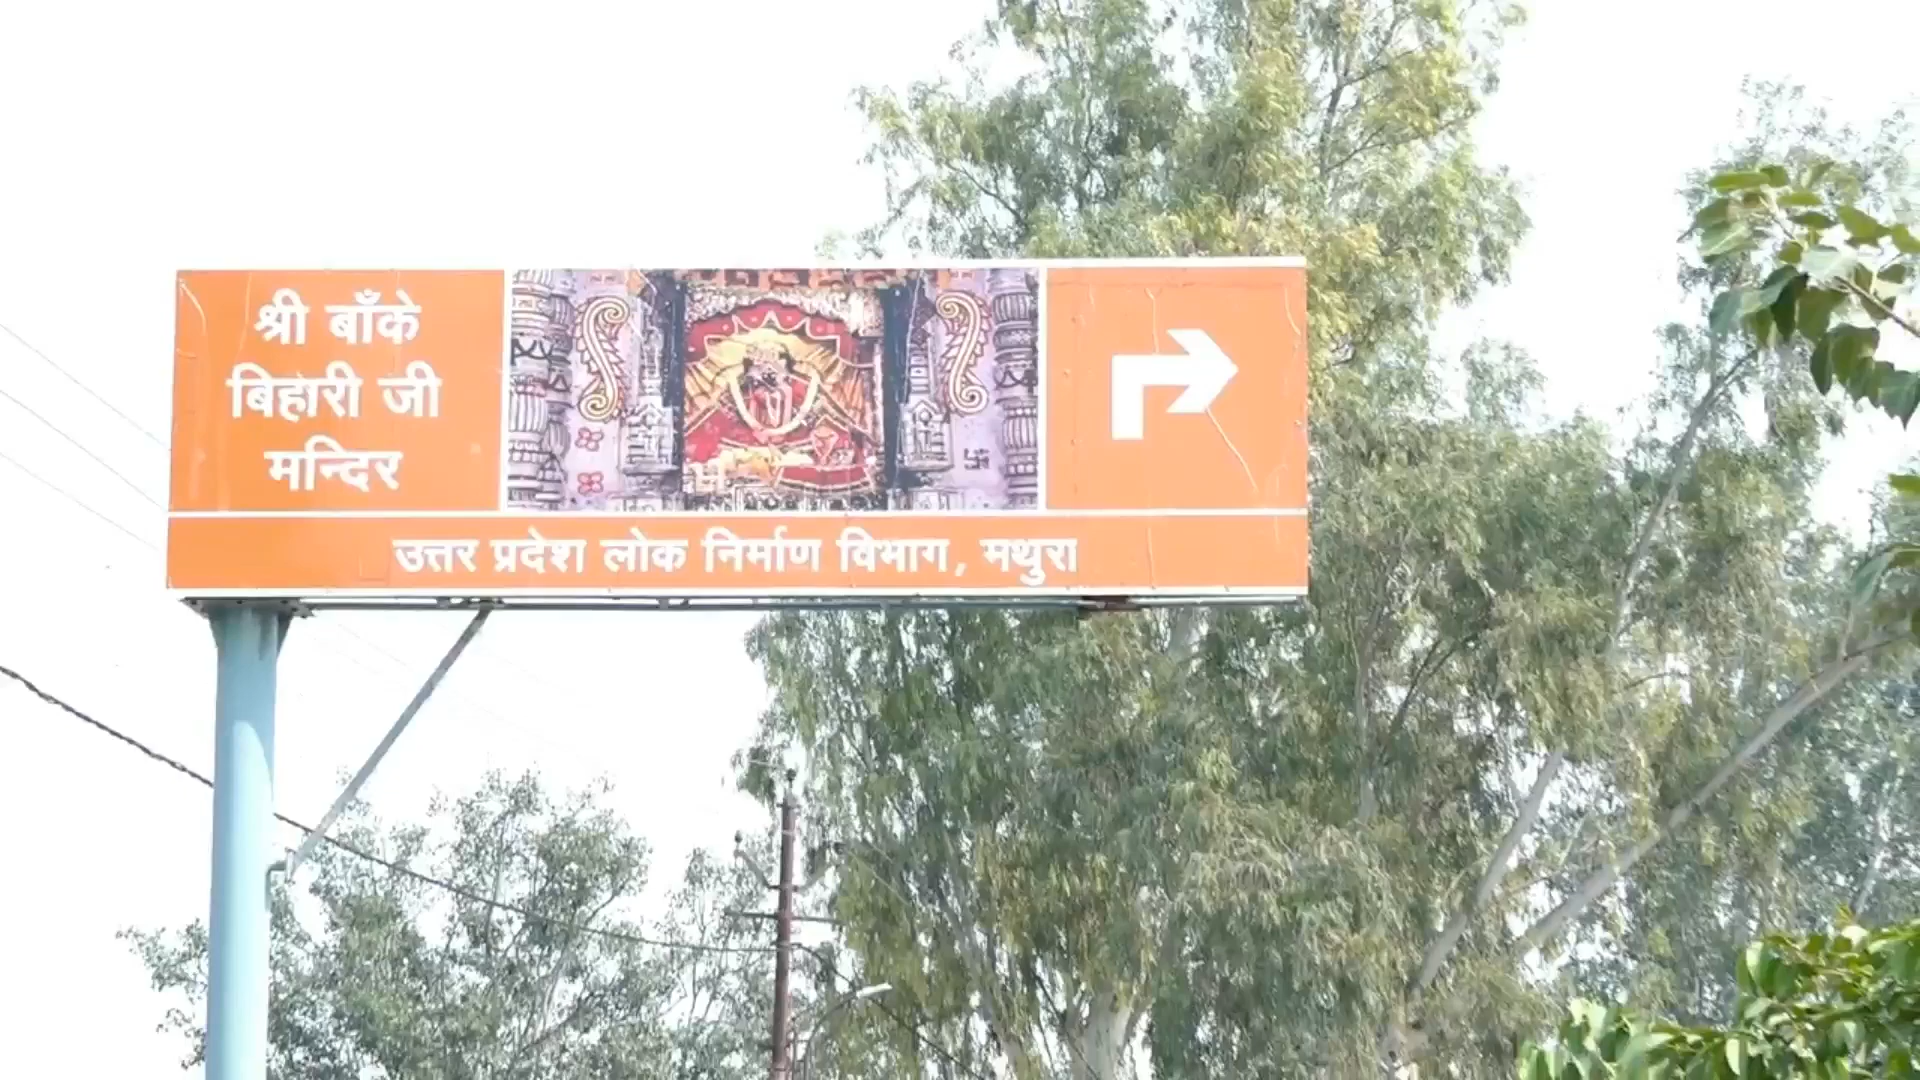 श्री बाँके
बिहारी जी
मन्दिर
उत्तर प्रदेश लोक निर्माण विभाग, मथुरा